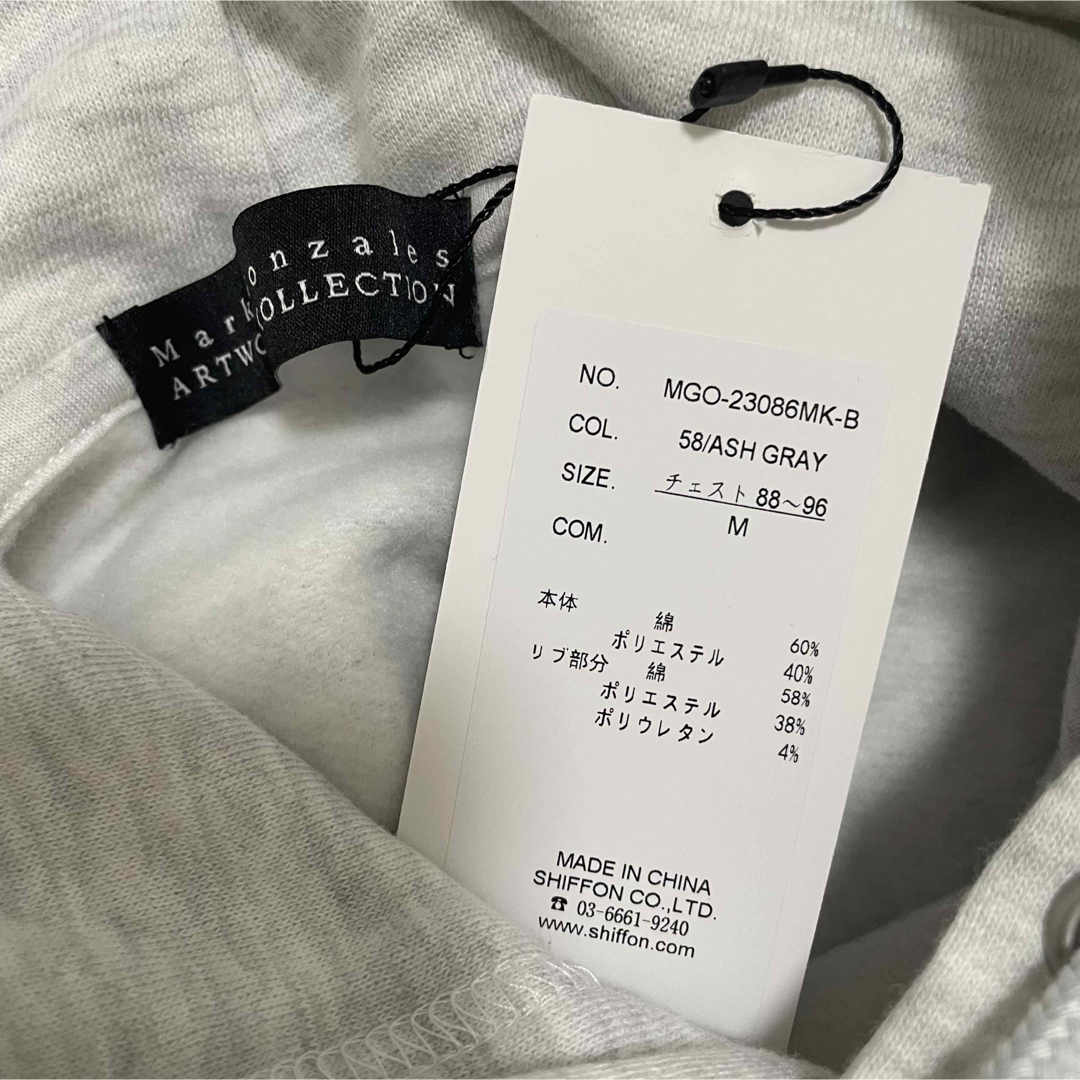 Mark onzales
ARTWO OLLECTION
NO. MGO-23086MK-B
COL. 58/ASH GRAY
SIZE. チェスト 88～96
M
COM.
本体 綿 60%
ポリエステル 40%
リブ部分 綿 58%
ポリエステル 38%
ポリウレタン 4%
MADE IN CHINA
SHIFFON CO.,LTD.
☎ 03-6661-9240
www.shiffon.com